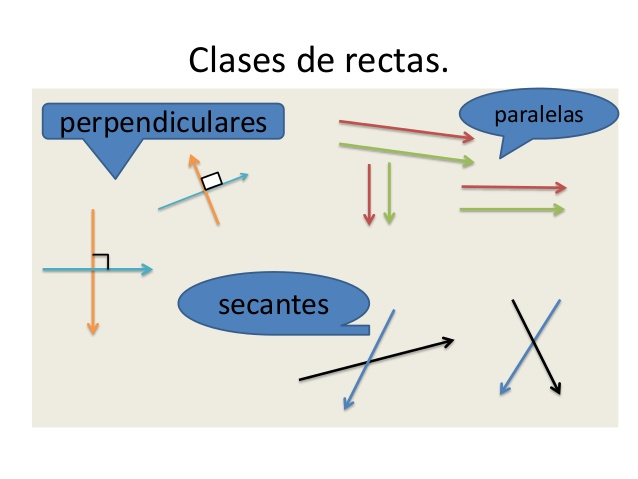 Clases de rectas.
perpendiculares
paralelas
secantes